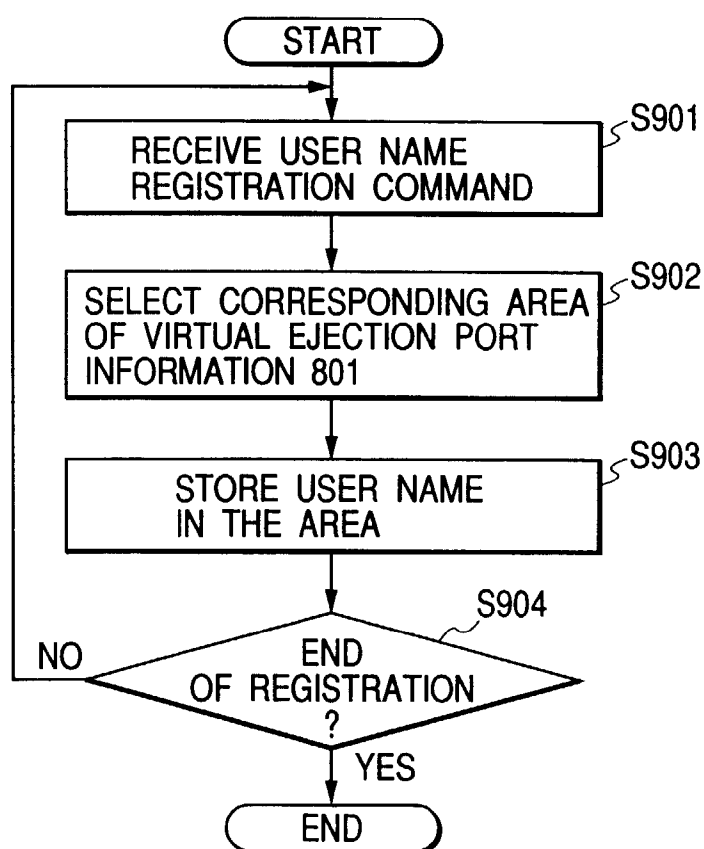 START
S901
RECEIVE USER NAME
REGISTRATION COMMAND
S902
SELECT CORRESPONDING AREA
OF VIRTUAL EJECTION PORT
INFORMATION 801
S903
STORE USER NAME
IN THE AREA
S904
NO
END
OF REGISTRATION
?
YES
END